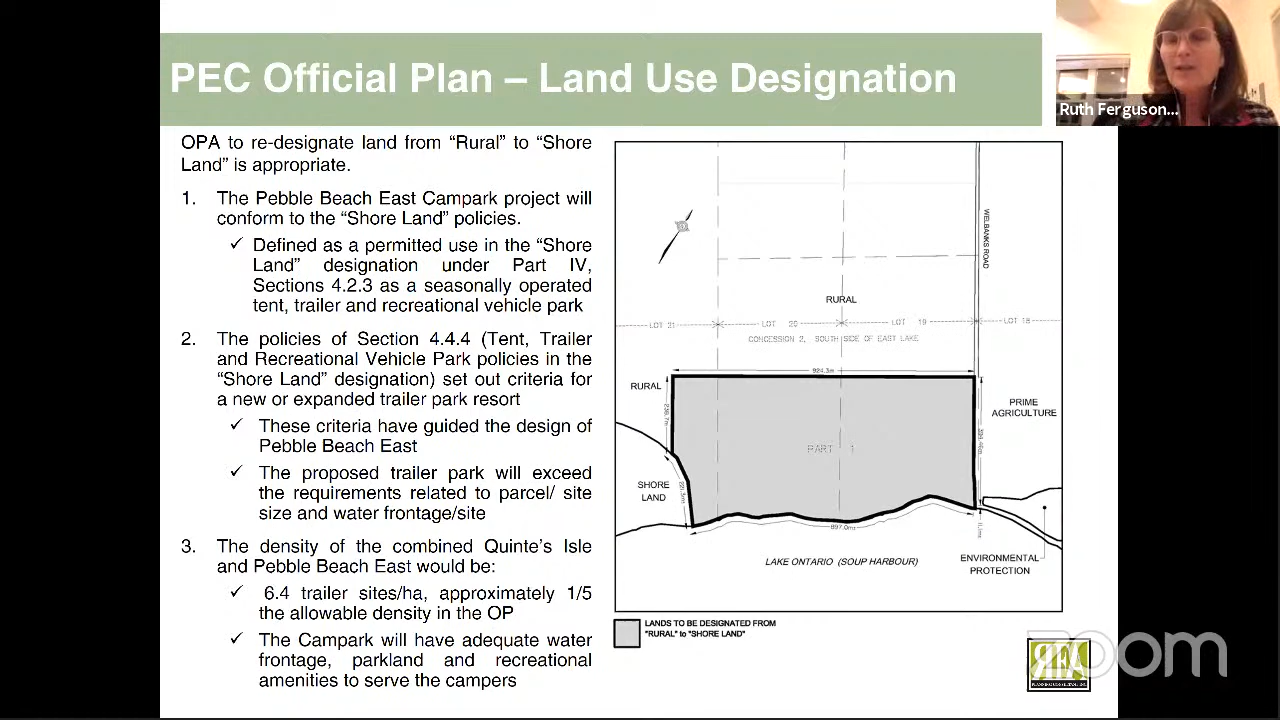 PEC Official Plan – Land Use Designation
Ruth Ferguson...
OPA to re-designate land from “Rural” to “Shore
Land” is appropriate.
1. The Pebble Beach East Campark project will
conform to the “Shore Land” policies.
✓ Defined as a permitted use in the “Shore
Land” designation under Part IV,
Sections 4.2.3 as a seasonally operated
tent, trailer and recreational vehicle park
2. The policies of Section 4.4.4 (Tent, Trailer
and Recreational Vehicle Park policies in the
“Shore Land” designation) set out criteria for
a new or expanded trailer park resort
✓ These criteria have guided the design of
Pebble Beach East
✓ The proposed trailer park will exceed
the requirements related to parcel/ site
size and water frontage/site
3. The density of the combined Quinte’s Isle
and Pebble Beach East would be:
✓ 6.4 trailer sites/ha, approximately 1/5
the allowable density in the OP
✓ The Campark will have adequate water
frontage, parkland and recreational
amenities to serve the campers
WELBANKS ROAD
RURAL
LOT 21
LOT 20
LOT 19
LOT 18
CONCESSION 2, SOUTH SIDE OF EAST LAKE
924.3m
RURAL
PRIME
AGRICULTURE
PART 1
SHORE
LAND
897.0m
LAKE ONTARIO (SOUP HARBOUR)
ENVIRONMENTAL
PROTECTION
LANDS TO BE DESIGNATED FROM
"RURAL" to "SHORE LAND"
RFA
zoom